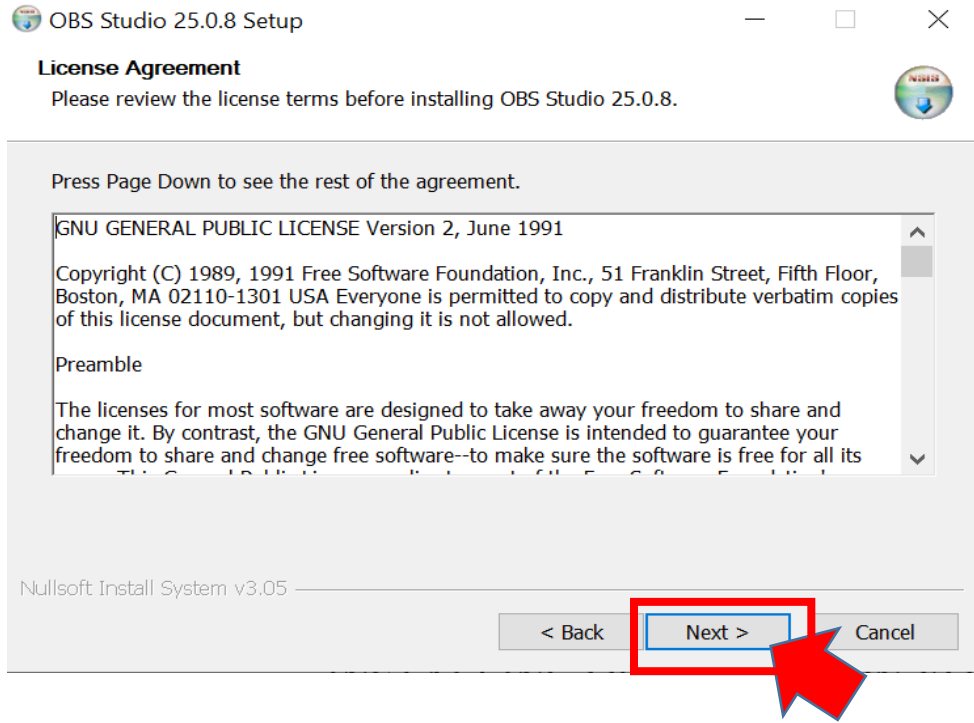 OBS Studio 25.0.8 Setup
License Agreement
Please review the license terms before installing OBS Studio 25.0.8.
NSIS
Press Page Down to see the rest of the agreement.
GNU GENERAL PUBLIC LICENSE Version 2, June 1991
Copyright (C) 1989, 1991 Free Software Foundation, Inc., 51 Franklin Street, Fifth Floor,
Boston, MA 02110-1301 USA Everyone is permitted to copy and distribute verbatim copies
of this license document, but changing it is not allowed.
Preamble
The licenses for most software are designed to take away your freedom to share and
change it. By contrast, the GNU General Public License is intended to guarantee your
freedom to share and change free software--to make sure the software is free for all its
Nullsoft Install System v3.05
< Back
Next >
Cancel